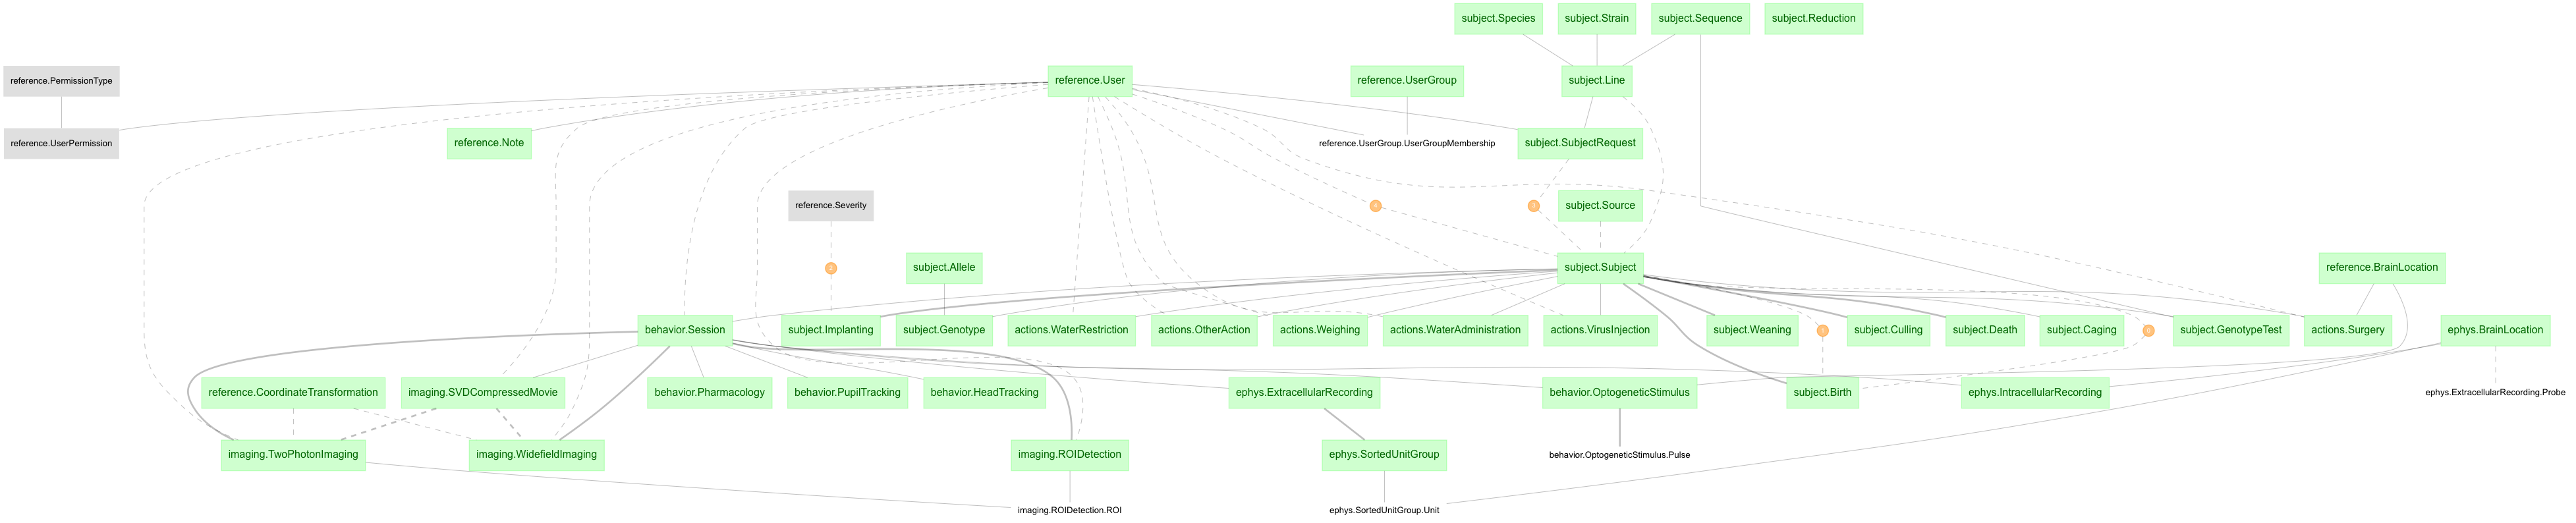 subject.Species
subject.Strain
subject.Sequence
subject.Reduction
reference.PermissionType
reference.User
reference.UserGroup
subject.Line
reference.UserPermission
reference.Note
reference.UserGroup.UserGroupMembership
subject.SubjectRequest
reference.Severity
subject.Source
subject.Allele
subject.Subject
reference.BrainLocation
behavior.Session
subject.Implanting
subject.Genotype
actions.WaterRestriction
actions.OtherAction
actions.Weighing
actions.WaterAdministration
actions.VirusInjection
subject.Weaning
subject.Culling
subject.Death
subject.Caging
subject.GenotypeTest
actions.Surgery
ephys.BrainLocation
reference.CoordinateTransformation
imaging.SVDCompressedMovie
behavior.Pharmacology
behavior.PupilTracking
behavior.HeadTracking
ephys.ExtracellularRecording
behavior.OptogeneticStimulus
subject.Birth
ephys.IntracellularRecording
ephys.ExtracellularRecording.Probe
imaging.TwoPhotonImaging
imaging.WidefieldImaging
imaging.ROIDetection
ephys.SortedUnitGroup
behavior.OptogeneticStimulus.Pulse
imaging.ROIDetection.ROI
ephys.SortedUnitGroup.Unit